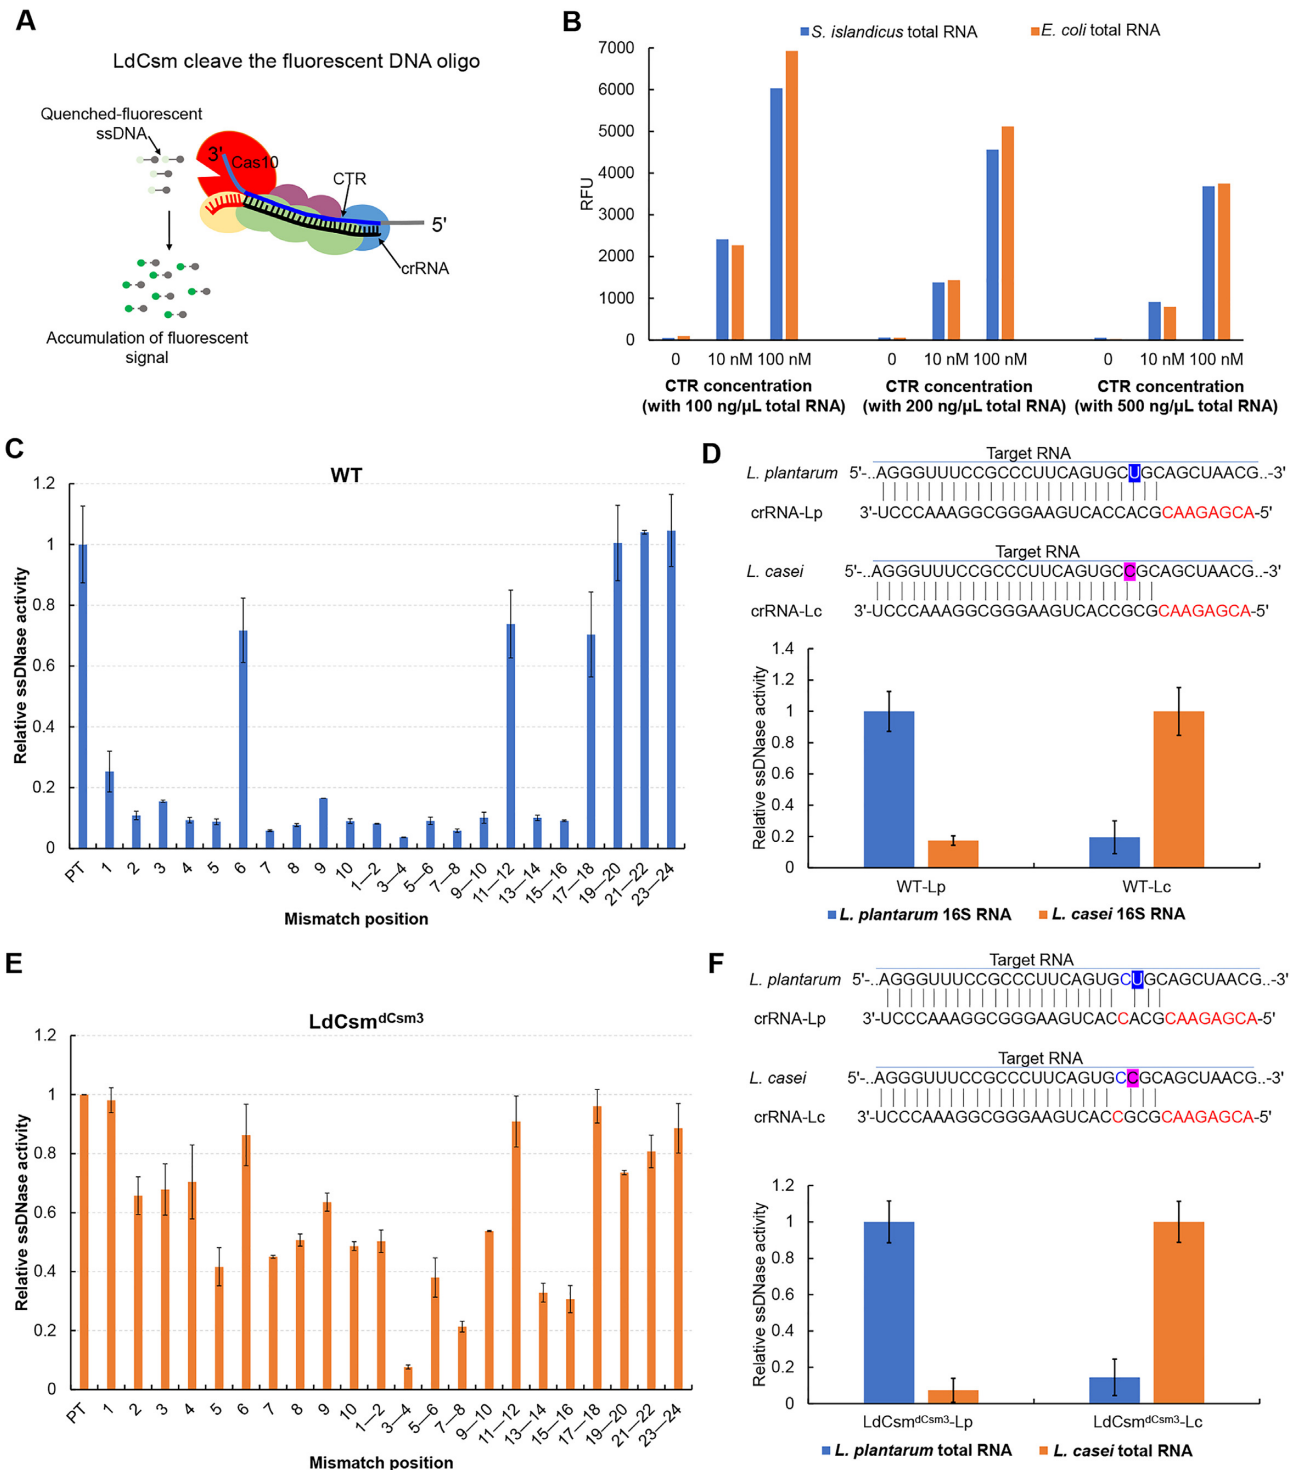 A
LdCsm cleave the fluorescent DNA oligo
Quenched-fluorescent
ssDNA
3'
Cas10
CTR
5'
crRNA
Accumulation of fluorescent
signal
B
S. islandicus total RNA
E. coli total RNA
RFU
7000
6000
5000
4000
3000
2000
1000
0
0
10 nM
100 nM
0
10 nM
100 nM
0
10 nM
100 nM
CTR concentration
(with 100 ng/µL total RNA)
CTR concentration
(with 200 ng/µL total RNA)
CTR concentration
(with 500 ng/µL total RNA)
C
WT
Relative ssDNase activity
1.2
1
0.8
0.6
0.4
0.2
0
PT
1
2
3
4
5
6
7
8
9
10
1—2
3—4
5—6
7—8
9—10
11—12
13—14
15—16
17—18
19—20
21—22
23—24
Mismatch position
D
Target RNA
L. plantarum 5'-..AGGGUUUCCGCCCUUCAGUGCUGCAGCUAACG..-3'
crRNA-Lp 3'-UCCCAAAGGCGGGAAGUCACCACGCAAGAGCA-5'
Target RNA
L. casei 5'-..AGGGUUUCCGCCCUUCAGUGCCGCAGCUAACG..-3'
crRNA-Lc 3'-UCCCAAAGGCGGGAAGUCACCGCGCAAGAGCA-5'
Relative ssDNase activity
1.4
1.2
1
0.8
0.6
0.4
0.2
0
WT-Lp
WT-Lc
L. plantarum 16S RNA
L. casei 16S RNA
E
LdCsmdCsm3
Relative ssDNase activity
1.2
1
0.8
0.6
0.4
0.2
0
PT
1
2
3
4
5
6
7
8
9
10
1—2
3—4
5—6
7—8
9—10
11—12
13—14
15—16
17—18
19—20
21—22
23—24
Mismatch position
F
Target RNA
L. plantarum 5'-..AGGGUUUCCGCCCUUCAGUGCUGCAGCUAACG..-3'
crRNA-Lp 3'-UCCCAAAGGCGGGAAGUCACCACGCAAGAGCA-5'
Target RNA
L. casei 5'-..AGGGUUUCCGCCCUUCAGUGCCGCAGCUAACG..-3'
crRNA-Lc 3'-UCCCAAAGGCGGGAAGUCACCGCGCAAGAGCA-5'
Relative ssDNase activity
1.2
1
0.8
0.6
0.4
0.2
0
LdCsmdCsm3-Lp
LdCsmdCsm3-Lc
L. plantarum total RNA
L. casei total RNA